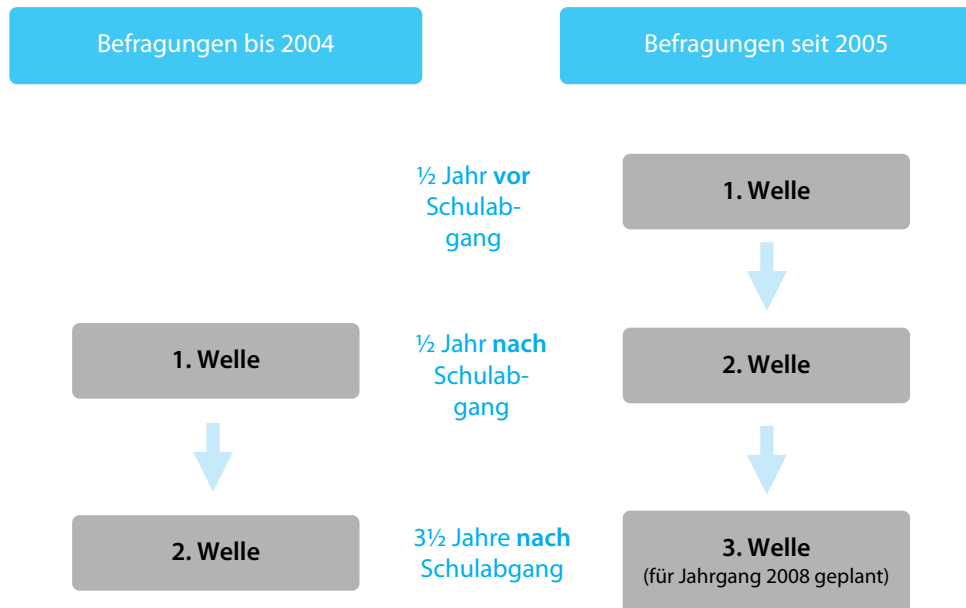 Befragungen bis 2004
Befragungen seit 2005
½ Jahr vor
Schulab-
gang
1. Welle
1. Welle
½ Jahr nach
Schulab-
gang
2. Welle
2. Welle
3½ Jahre nach
Schulabgang
3. Welle
(für Jahrgang 2008 geplant)